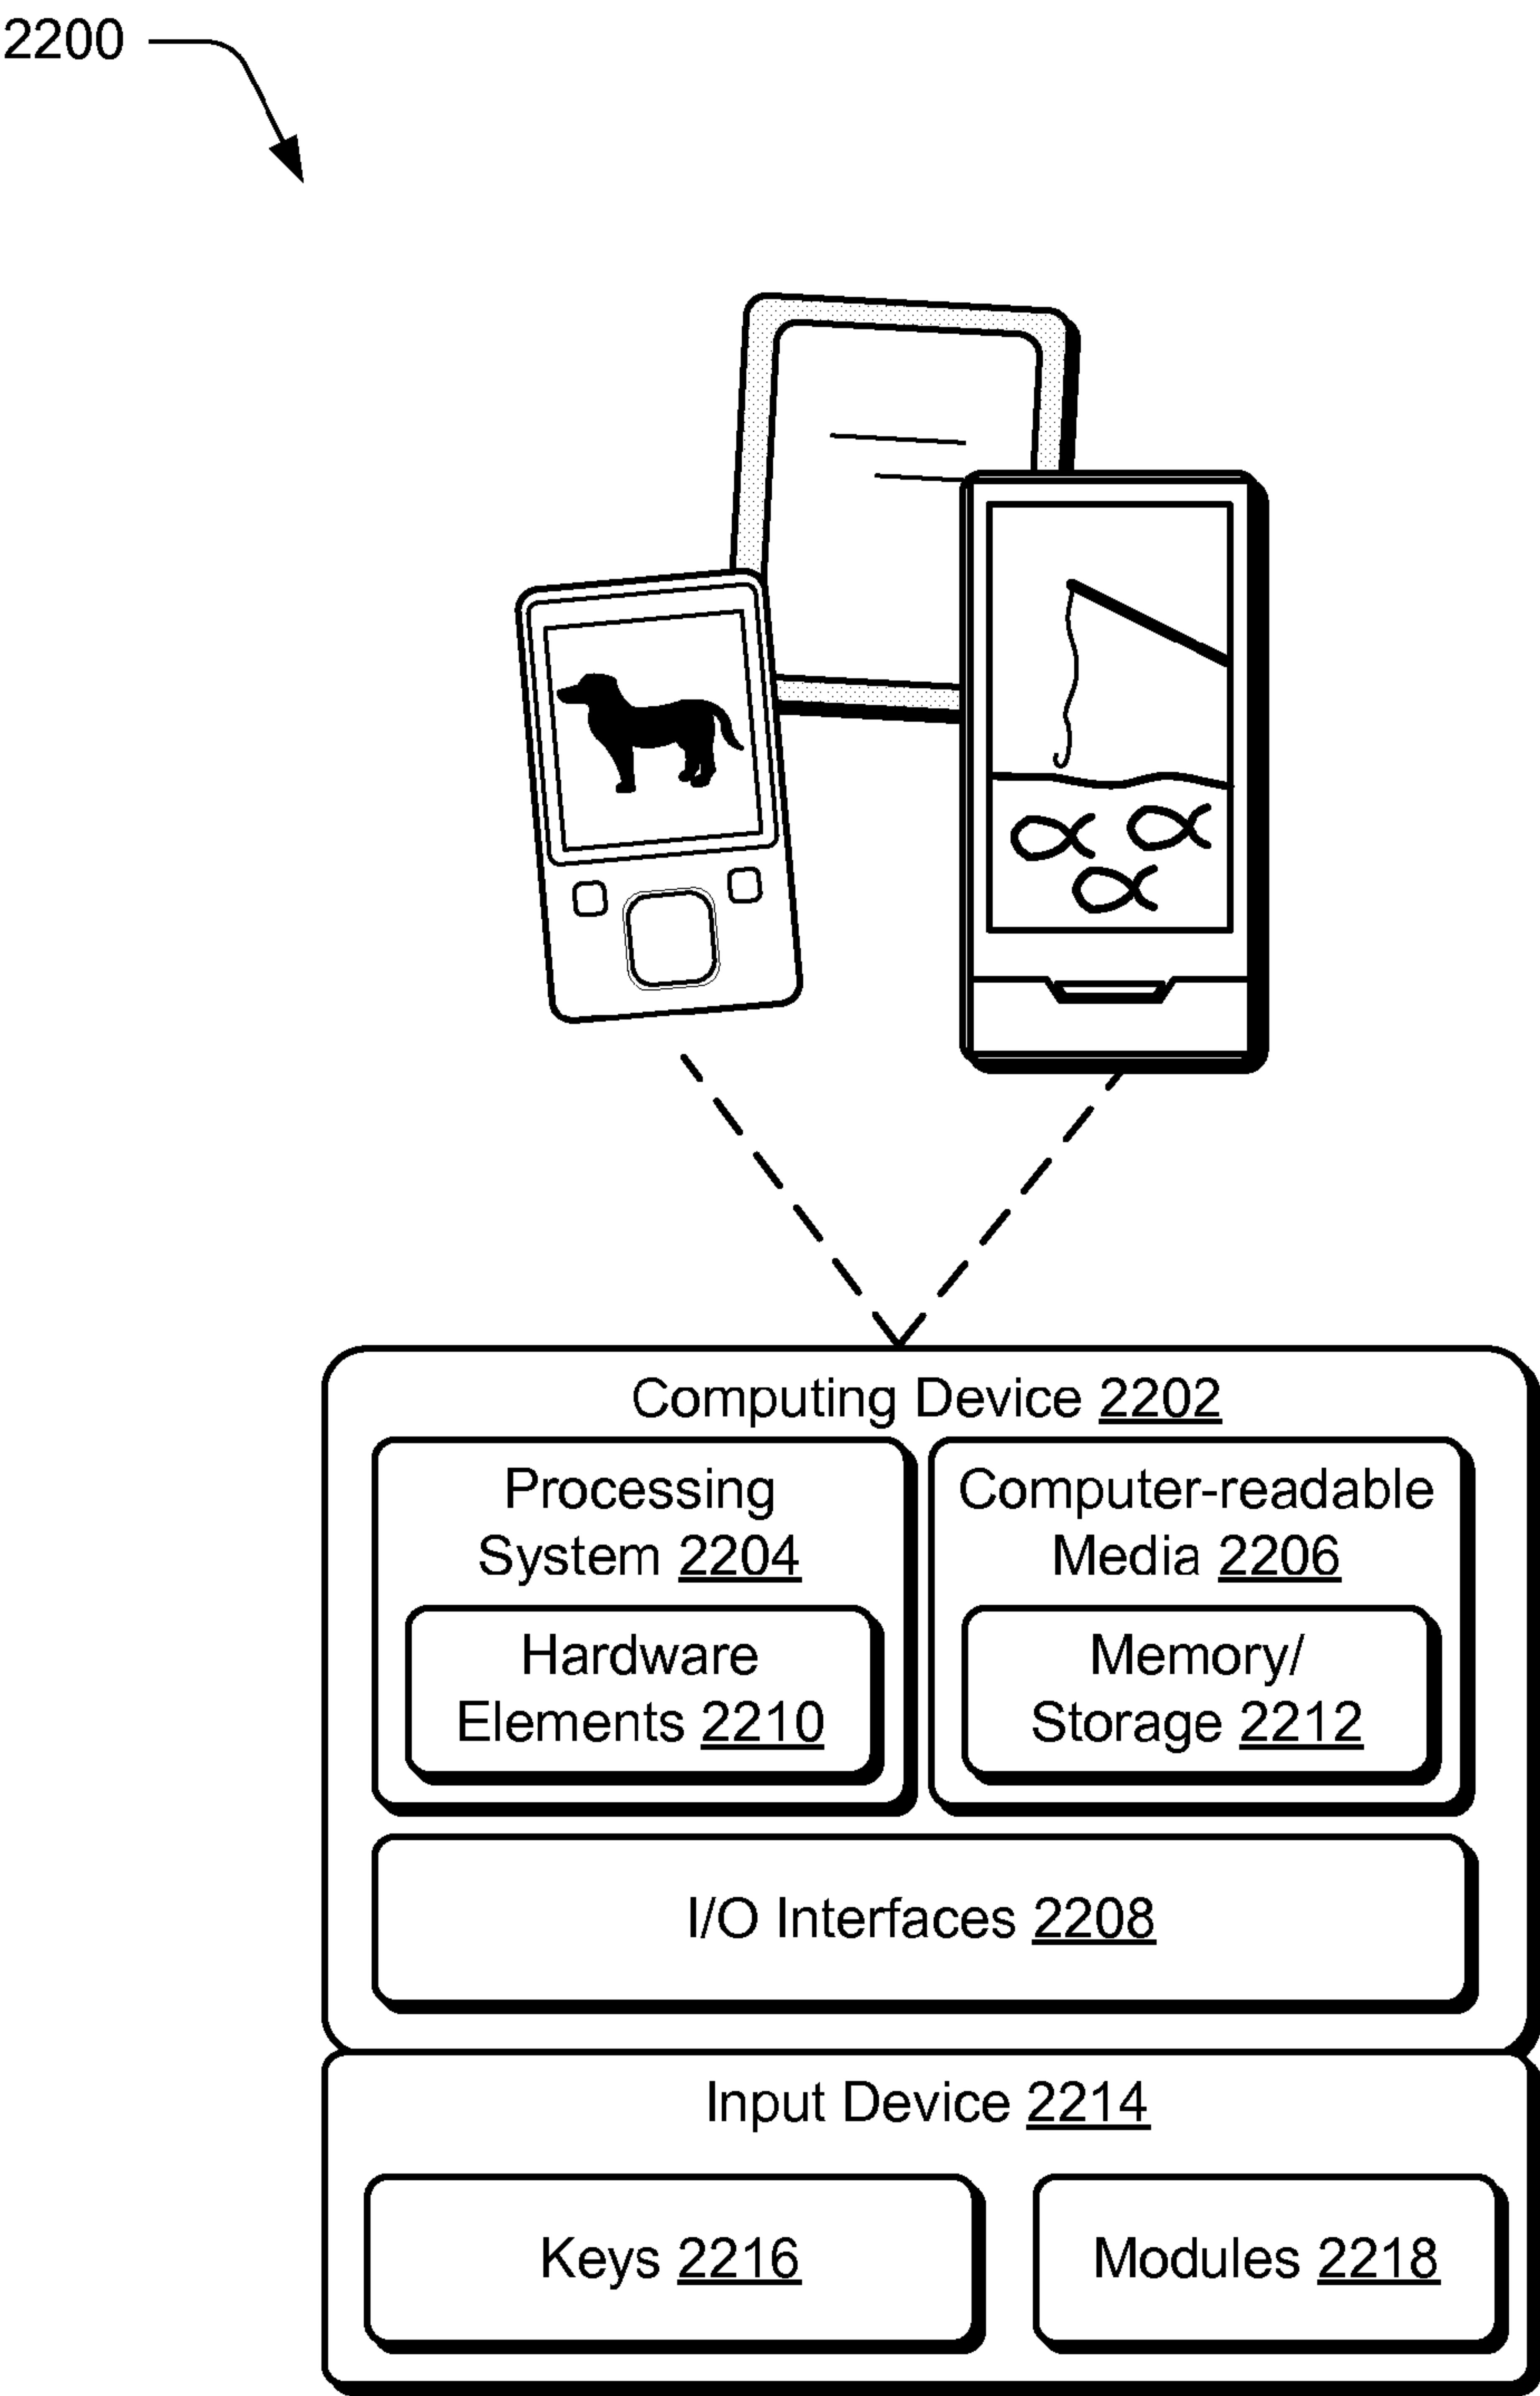 2200
Computing Device 2202
Processing
System 2204
Hardware
Elements 2210
Computer-readable
Media 2206
Memory/
Storage 2212
I/O Interfaces 2208
Input Device 2214
Keys 2216
Modules 2218